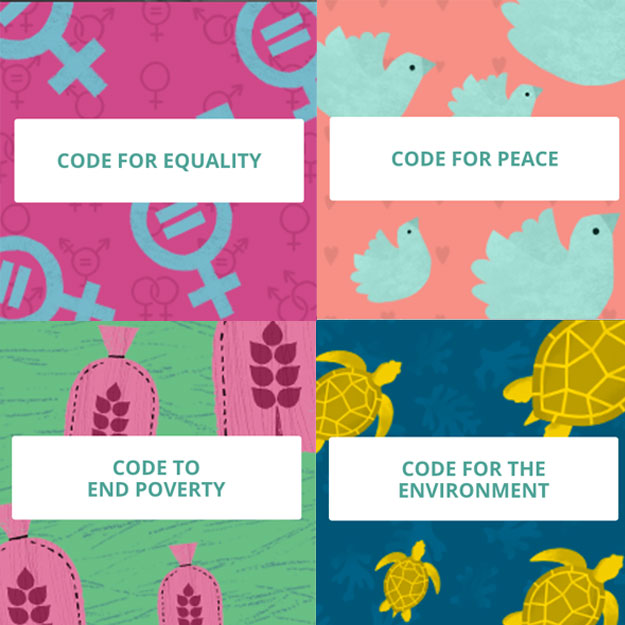 CODE FOR EQUALITY
CODE FOR PEACE
CODE TO
END POVERTY
CODE FOR THE
ENVIRONMENT